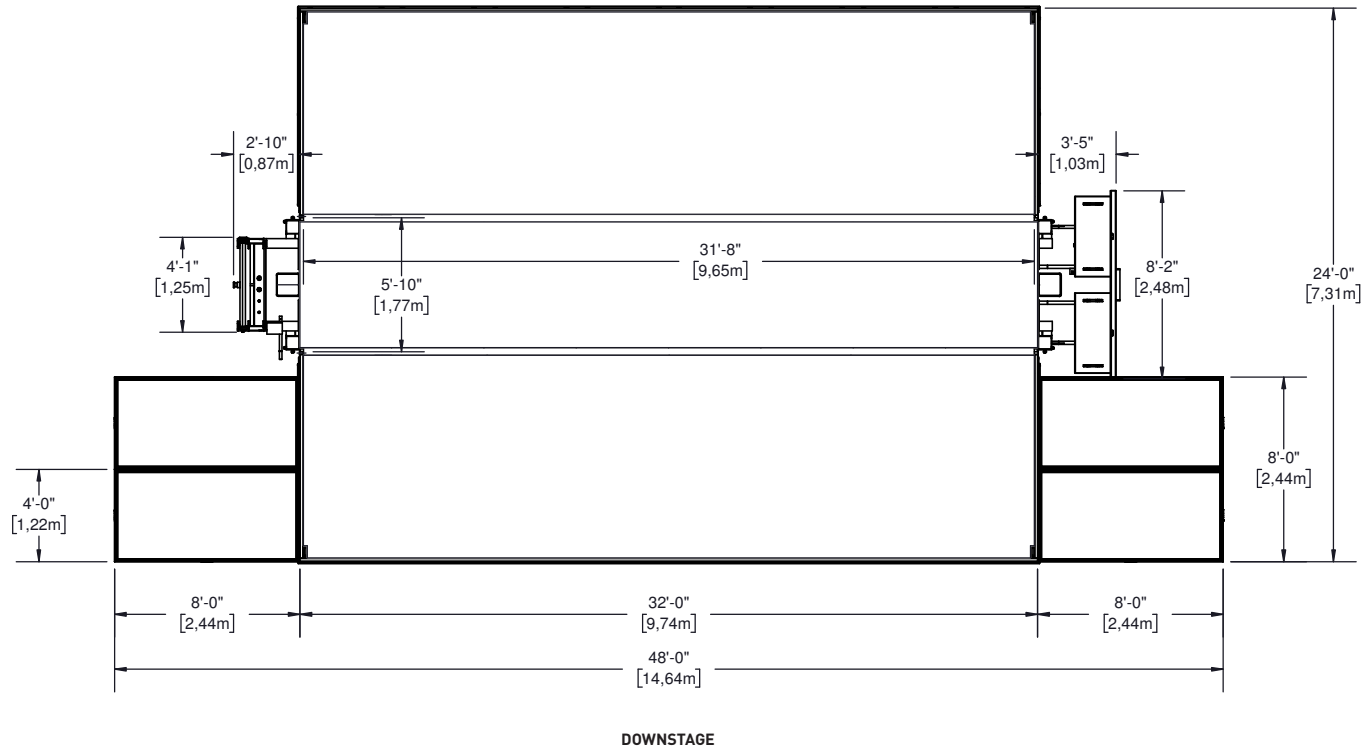 2'-10"
[0,87m]
3'-5"
[1,03m]
31'-8"
[9,65m]
4'-1"
[1,25m]
5'-10"
[1,77m]
8'-2"
[2,48m]
24'-0"
[7,31m]
4'-0"
[1,22m]
8'-0"
[2,44m]
8'-0"
[2,44m]
32'-0"
[9,74m]
8'-0"
[2,44m]
48'-0"
[14,64m]
DOWNSTAGE